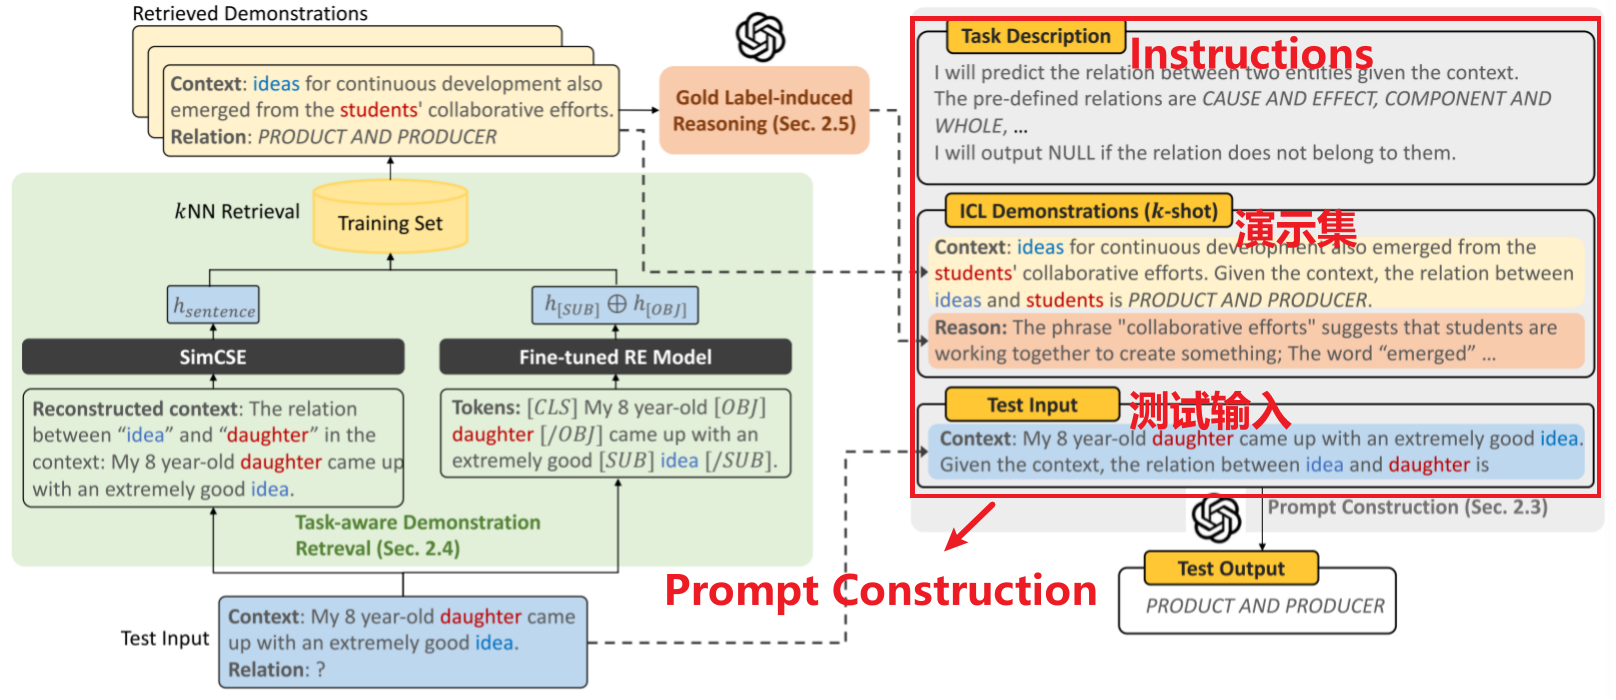 Retrieved Demonstrations
Context: ideas for continuous development also
emerged from the students' collaborative efforts.
Relation: PRODUCT AND PRODUCER
Gold Label-induced
Reasoning (Sec. 2.5)
kNN Retrieval
Training Set
h_sentence
h_[SUB] ⊕ h_[OBJ]
SimCSE
Fine-tuned RE Model
Reconstructed context: The relation
between “idea” and “daughter” in the
context: My 8 year-old daughter came up
with an extremely good idea.
Tokens: [CLS] My 8 year-old [OBJ]
daughter [/OBJ] came up with an
extremely good [SUB] idea [/SUB].
Task-aware Demonstration
Retreval (Sec. 2.4)
Test Input
Context: My 8 year-old daughter came
up with an extremely good idea.
Relation: ?
Task Description
Instructions
I will predict the relation between two entities given the context.
The pre-defined relations are CAUSE AND EFFECT, COMPONENT AND
WHOLE, ...
I will output NULL if the relation does not belong to them.
ICL Demonstrations (k-shot)
演示集
Context: ideas for continuous development also emerged from the
students' collaborative efforts. Given the context, the relation between
ideas and students is PRODUCT AND PRODUCER.
Reason: The phrase "collaborative efforts" suggests that students are
working together to create something; The word “emerged” ...
Test Input
测试输入
Context: My 8 year-old daughter came up with an extremely good idea.
Given the context, the relation between idea and daughter is
Prompt Construction (Sec. 2.3)
Prompt Construction
Test Output
PRODUCT AND PRODUCER